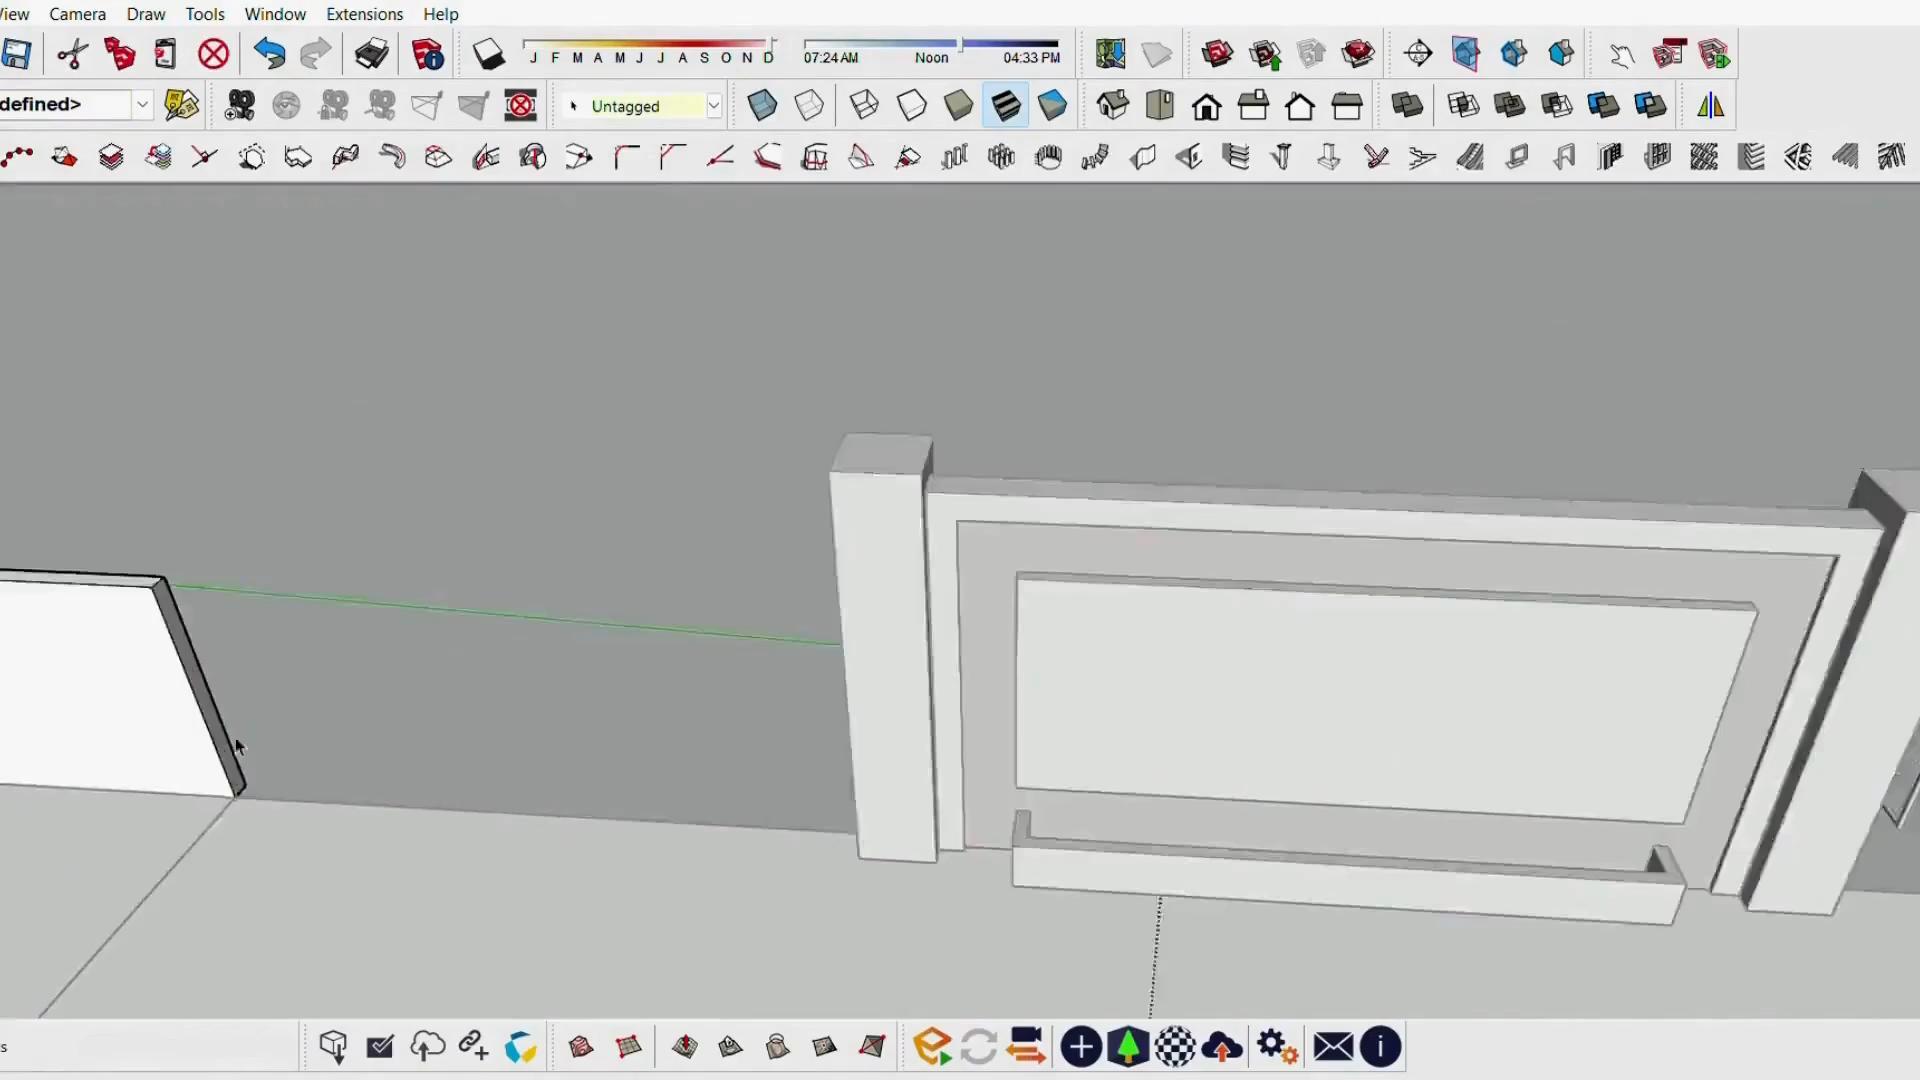 View Camera Draw Tools Window Extensions Help
J F M A M J J A S O N D 07:24 AM Noon 04:33 PM
defined> Untagged
s